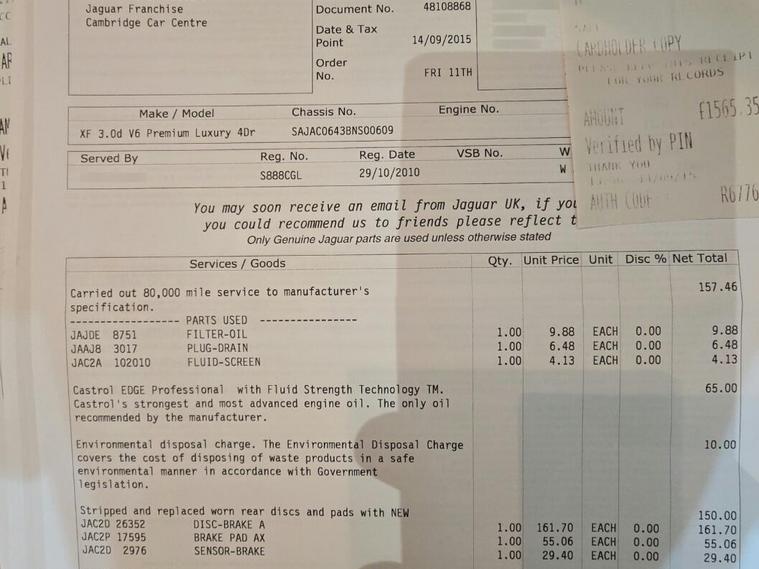 Jaguar Franchise
Cambridge Car Centre
Document No. 48108868
Date & Tax
Point 14/09/2015
Order
No. FRI 11TH
CARDHOLDER COPY
PLEASE KEEP THIS RECEIPT
FOR YOUR RECORDS
AMOUNT £1565.35
Verified by PIN
THANK YOU
AUTH CODE R6776
Make / Model Chassis No. Engine No.
XF 3.0d V6 Premium Luxury 4Dr SAJAC0643BNS00609
Served By Reg. No. Reg. Date VSB No. W
S888CGL 29/10/2010 W
You may soon receive an email from Jaguar UK, if you
you could recommend us to friends please reflect t
Only Genuine Jaguar parts are used unless otherwise stated
Services / Goods Qty. Unit Price Unit Disc % Net Total
Carried out 80,000 mile service to manufacturer's 157.46
specification.
------------------ PARTS USED ----------------
JAJDE 8751 FILTER-OIL 1.00 9.88 EACH 0.00 9.88
JAAJ8 3017 PLUG-DRAIN 1.00 6.48 EACH 0.00 6.48
JAC2A 102010 FLUID-SCREEN 1.00 4.13 EACH 0.00 4.13
Castrol EDGE Professional with Fluid Strength Technology TM. 65.00
Castrol's strongest and most advanced engine oil. The only oil
recommended by the manufacturer.
Environmental disposal charge. The Environmental Disposal Charge 10.00
covers the cost of disposing of waste products in a safe
environmental manner in accordance with Government
legislation.
Stripped and replaced worn rear discs and pads with NEW 150.00
JAC2D 26352 DISC-BRAKE A 1.00 161.70 EACH 0.00 161.70
JAC2P 17595 BRAKE PAD AX 1.00 55.06 EACH 0.00 55.06
JAC2D 2976 SENSOR-BRAKE 1.00 29.40 EACH 0.00 29.40